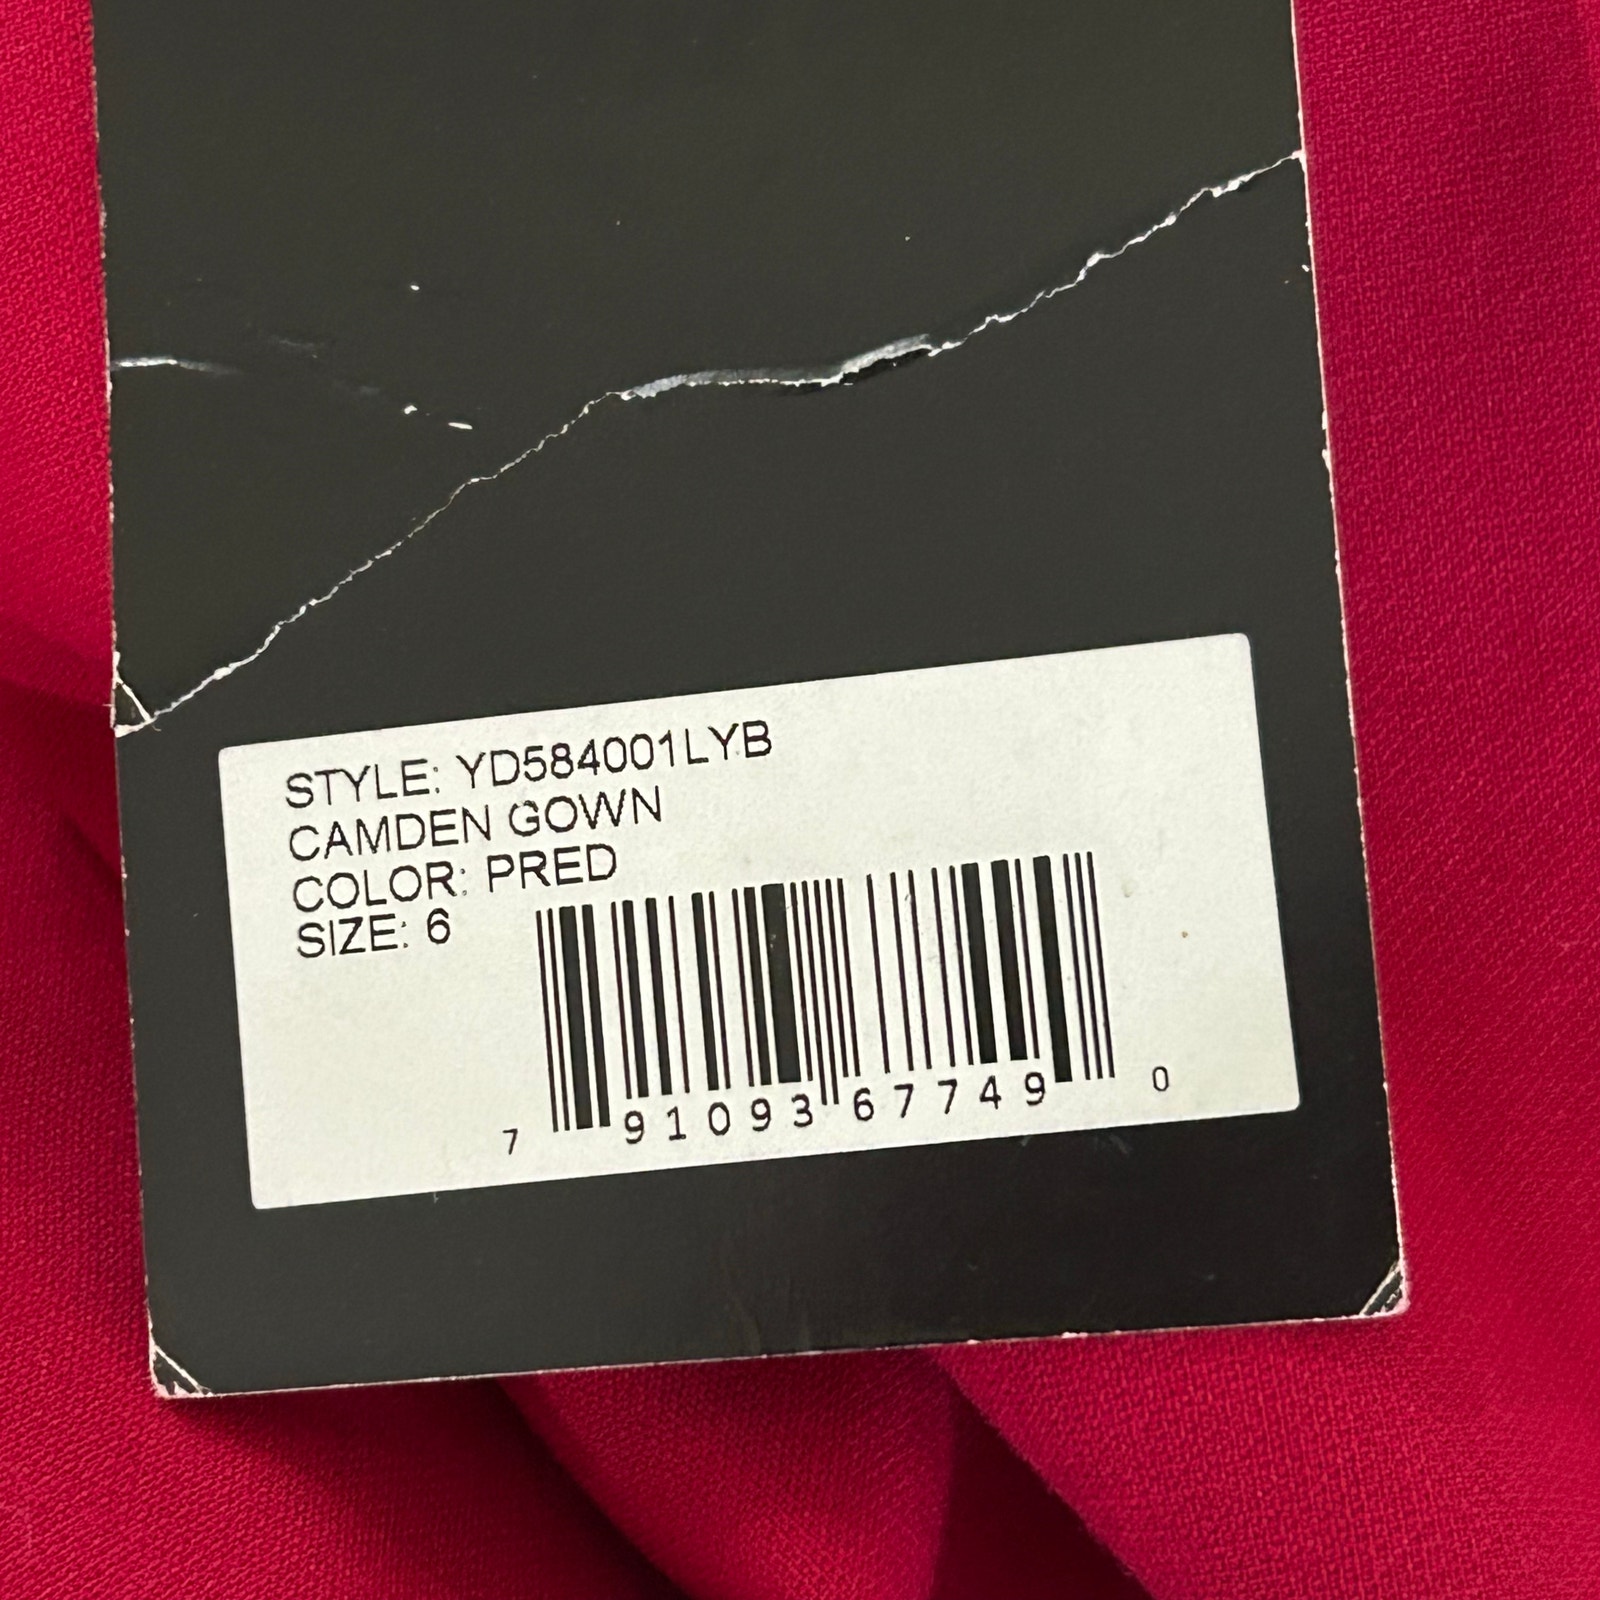 STYLE: YD584001LYB
CAMDEN GOWN
COLOR: PRED
SIZE: 6
7 91093 67749 0